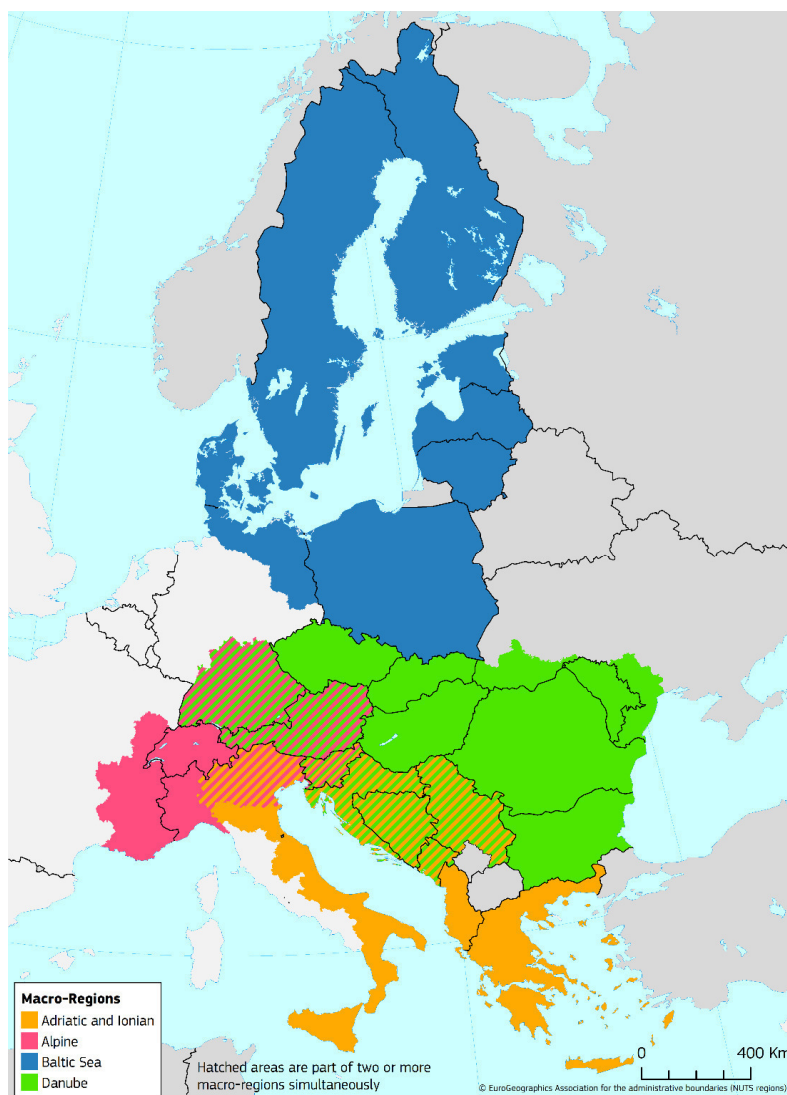 Macro-Regions
Adriatic and Ionian
Alpine
Baltic Sea
Danube
Hatched areas are part of two or more
macro-regions simultaneously
0 400 Km
© EuroGeographics Association for the administrative boundaries (NUTS regions)